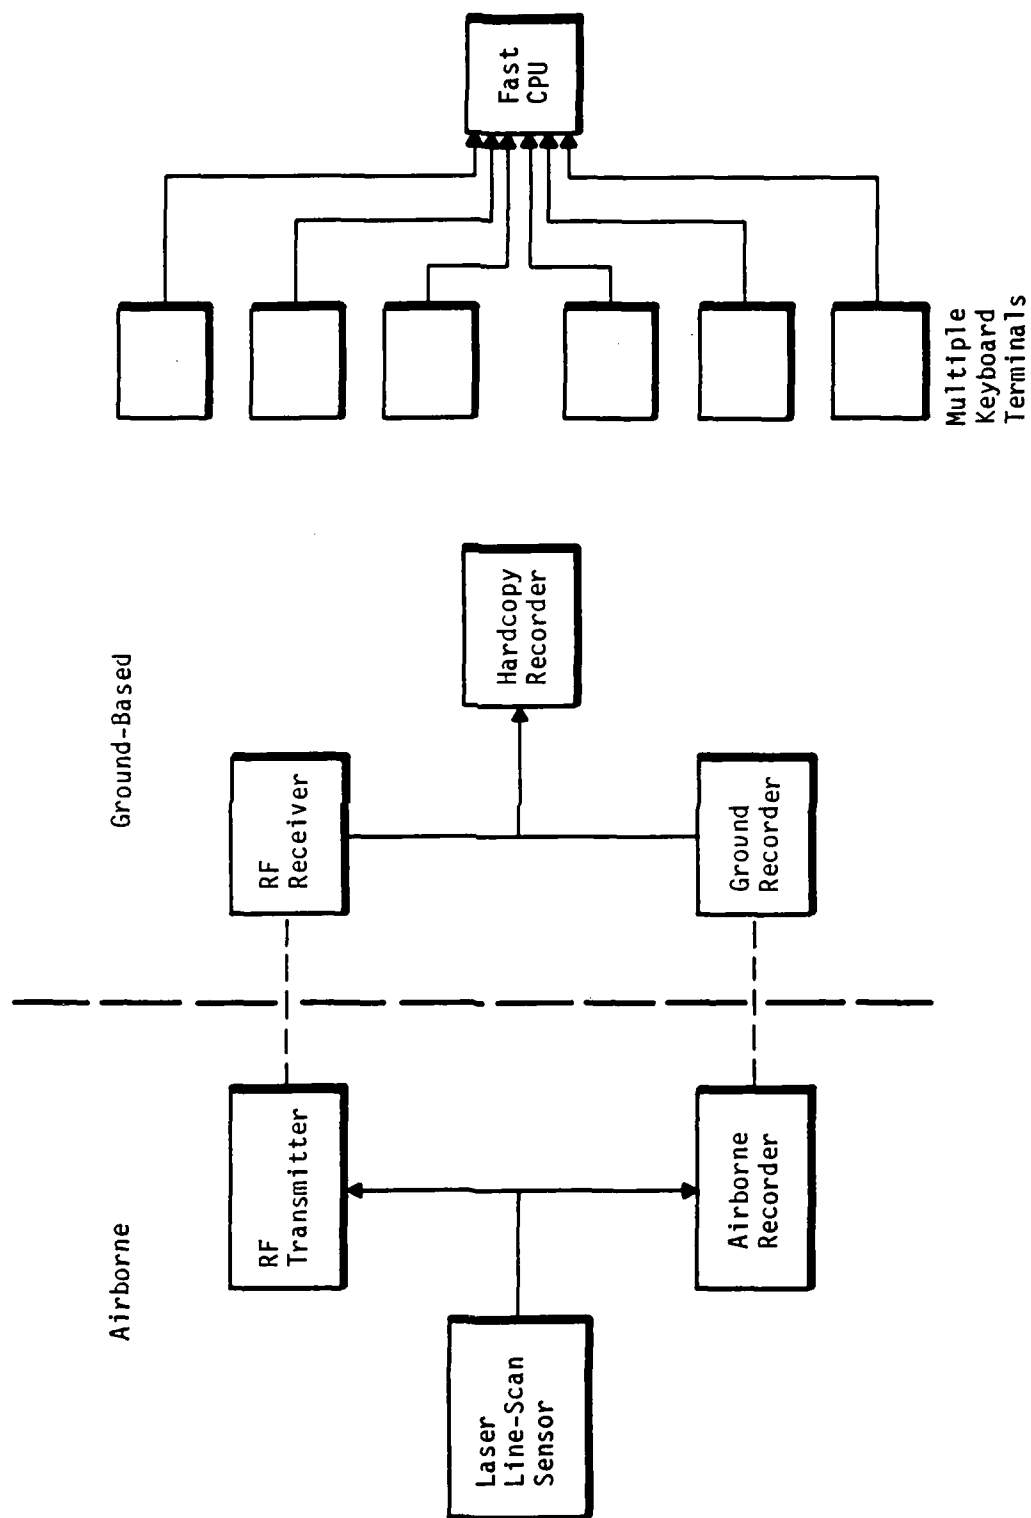 Airborne
Ground-Based
Laser
Line-Scan
Sensor
RF
Transmitter
Airborne
Recorder
RF
Receiver
Ground
Recorder
Hardcopy
Recorder
Multiple
Keyboard
Terminals
Fast
CPU